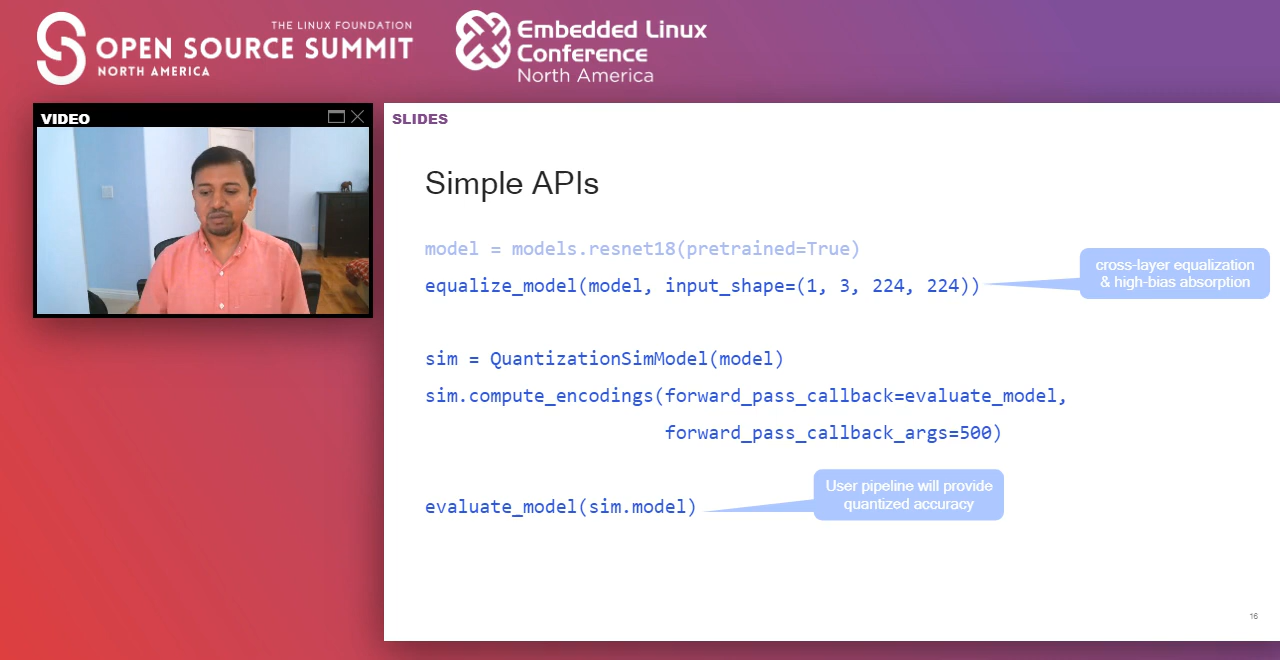 THE LINUX FOUNDATION
OPEN SOURCE SUMMIT
NORTH AMERICA
Embedded Linux
Conference
North America
VIDEO
SLIDES
Simple APIs
model = models.resnet18(pretrained=True)
equalize_model(model, input_shape=(1, 3, 224, 224))
cross-layer equalization
& high-bias absorption
sim = QuantizationSimModel(model)
sim.compute_encodings(forward_pass_callback=evaluate_model,
forward_pass_callback_args=500)
evaluate_model(sim.model)
User pipeline will provide
quantized accuracy
16